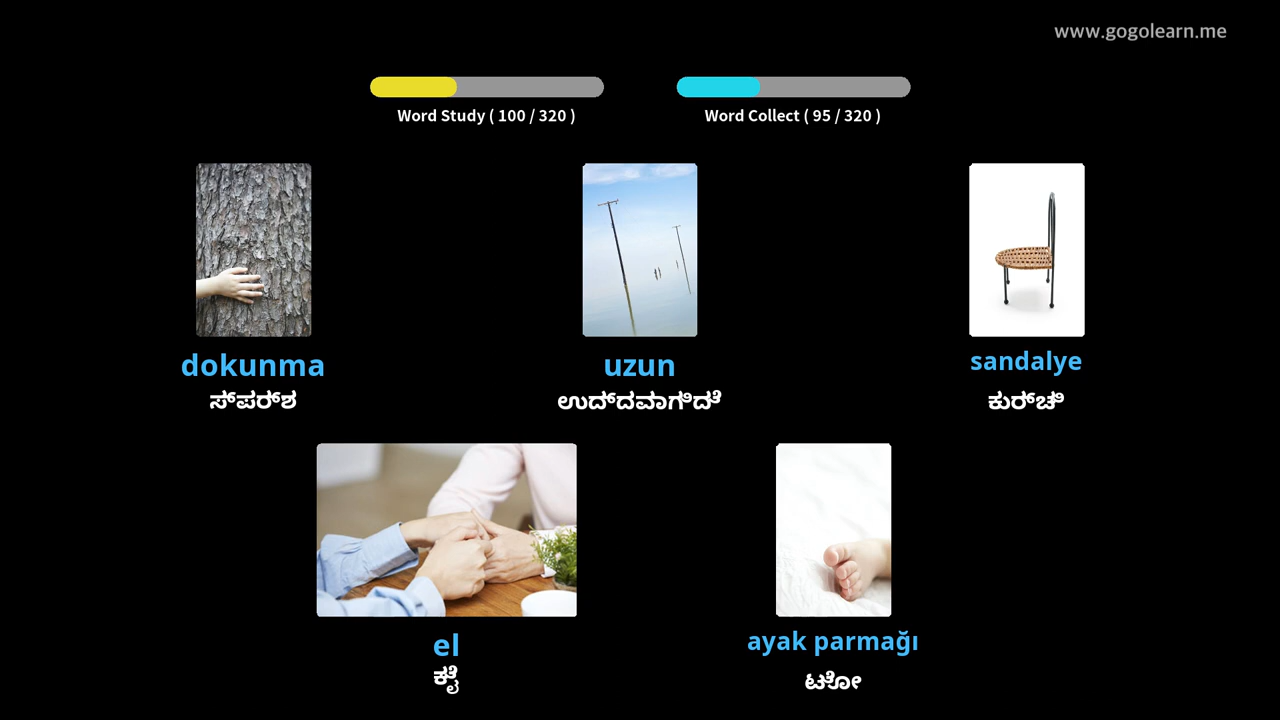 www.gogolearn.me
Word Study ( 100 / 320 )
Word Collect ( 95 / 320 )
dokunma
ಸ್ಪರ್ಶ
uzun
ಉದ್ದವಾಗಿದೆ
sandalye
ಕುರ್ಚಿ
el
ಕೈ
ayak parmağı
ಟೋ